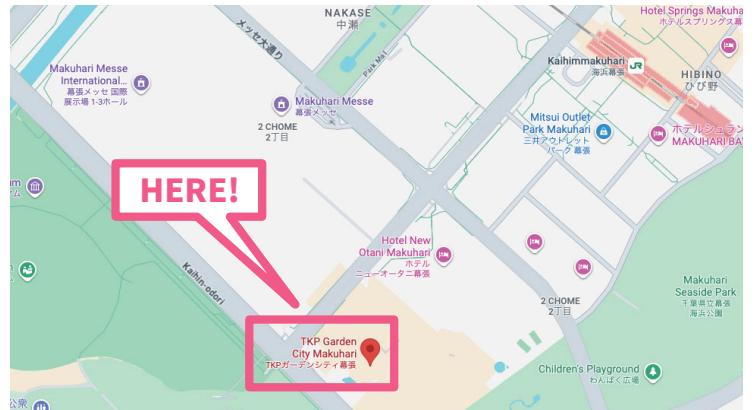 NAKASE
中瀬
Hotel Springs Makuha
ホテルスプリングス幕
メッセ大通り
Park Mal
Kaihimmakuhari
海浜幕張
JR
HIBINO
ひび野
Makuhari Messe
International...
幕張メッセ 国際
展示場 1-3ホール
Makuhari Messe
幕張メッセ
2 CHOME
2丁目
Mitsui Outlet
Park Makuhari
三井アウトレット
パーク 幕張
ホテルシュラン
MAKUHARI BA
HERE!
um
Hotel New
Otani Makuhari
ホテル
ニューオータニ幕張
Kaihin-odori
Makuhari
Seaside Park
千葉県立幕張
海浜公園
2 CHOME
2丁目
TKP Garden
City Makuhari
TKPガーデンシティ幕張
Children's Playground
わんぱく広場
公衆